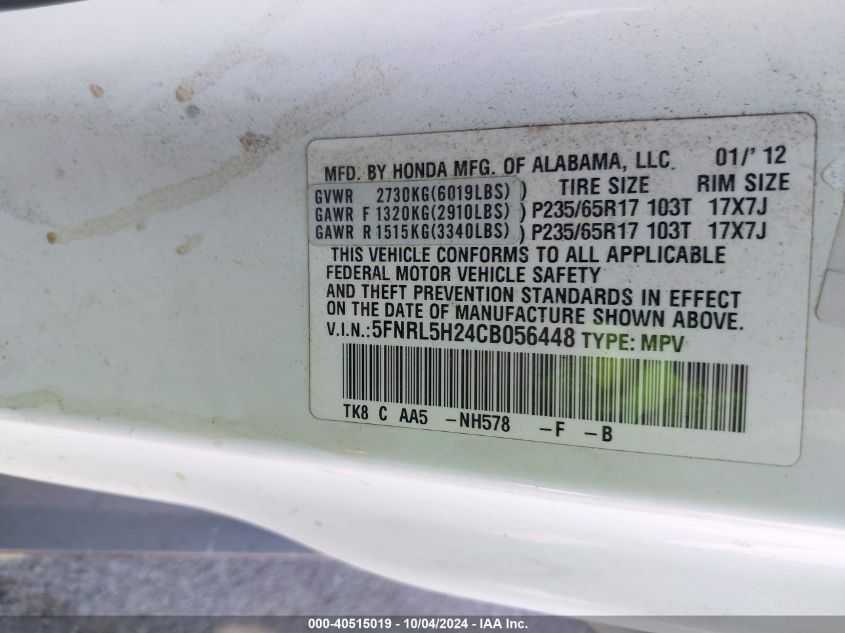 MFD. BY HONDA MFG. OF ALABAMA, LLC. 01/'12
GVWR 2730KG(6019LBS) TIRE SIZE RIM SIZE
GAWR F 1320KG(2910LBS) P235/65R17 103T 17X7J
GAWR R 1515KG(3340LBS) P235/65R17 103T 17X7J
THIS VEHICLE CONFORMS TO ALL APPLICABLE
FEDERAL MOTOR VEHICLE SAFETY
AND THEFT PREVENTION STANDARDS IN EFFECT
ON THE DATE OF MANUFACTURE SHOWN ABOVE.
V.I.N.:5FNRL5H24CB056448 TYPE: MPV
TK8 C AA5 -NH578 -F -B
000-40515019 - 10/04/2024 - IAA Inc.